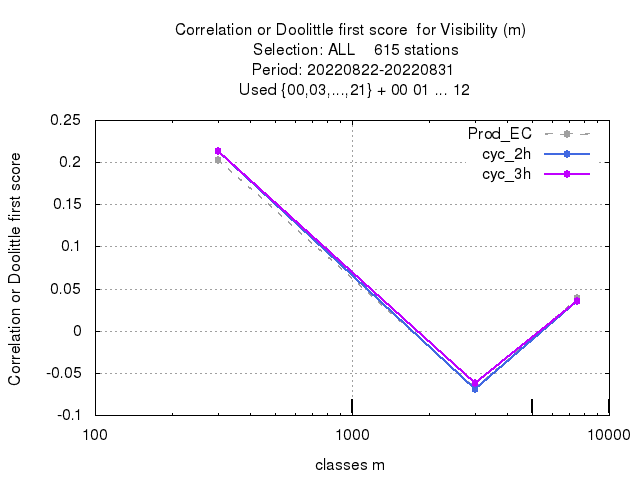 Correlation or Doolittle first score  for Visibility (m)
Selection: ALL    615 stations
Period: 20220822-20220831
Used {00,03,...,21} + 00 01 ... 12
Correlation or Doolittle first score
0.25
0.2
0.15
0.1
0.05
0
-0.05
-0.1
Prod_EC
cyc_2h
cyc_3h
100
1000
10000
classes m